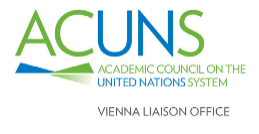 ACUNS
ACADEMIC COUNCIL ON THE
UNITED NATIONS SYSTEM
VIENNA LIAISON OFFICE